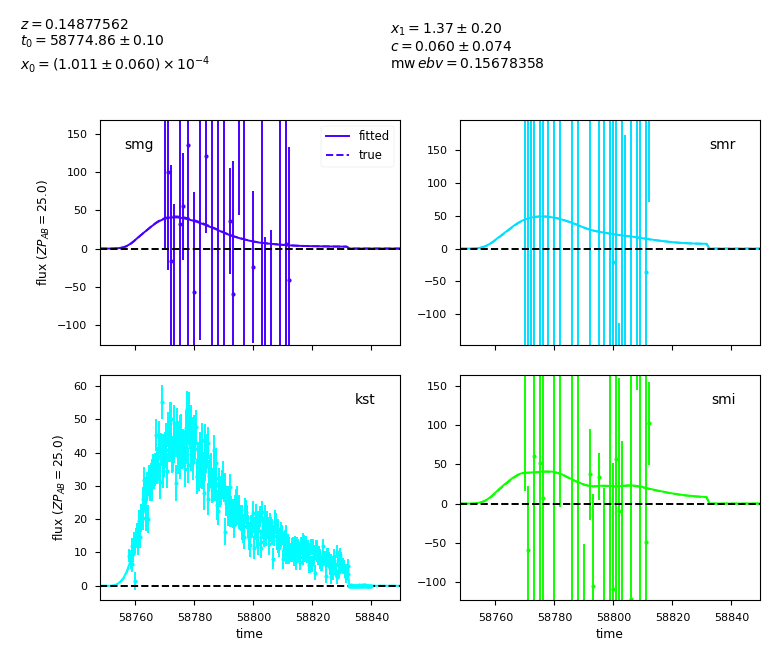 z = 0.14877562
t₀ = 58774.86 ± 0.10
x₀ = (1.011 ± 0.060) × 10⁻⁴
x₁ = 1.37 ± 0.20
c = 0.060 ± 0.074
mw ebv = 0.15678358
smg
fitted
true
150
100
50
0
−50
−100
flux (ZP_AB = 25.0)
smr
150
100
50
0
−50
−100
kst
60
50
40
30
20
10
0
flux (ZP_AB = 25.0)
58760 58780 58800 58820 58840
time
smi
150
100
50
0
−50
−100
58760 58780 58800 58820 58840
time